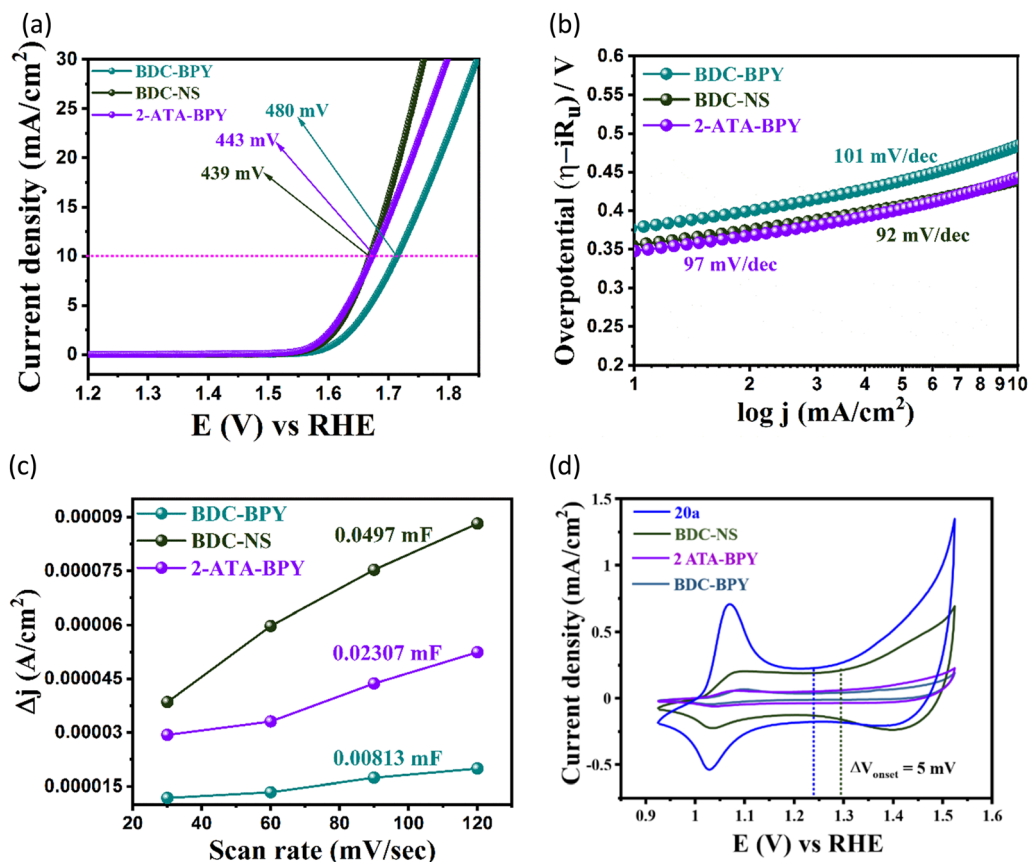 (a)
Current density (mA/cm²)
30
25
20
15
10
5
0
BDC-BPY
BDC-NS
2-ATA-BPY
480 mV
443 mV
439 mV
1.2 1.3 1.4 1.5 1.6 1.7 1.8
E (V) vs RHE
(b)
Overpotential (η−iRᵤ)/ V
0.6
0.55
0.5
0.45
0.4
0.35
0.3
0.25
0.2
BDC-BPY
BDC-NS
2-ATA-BPY
101 mV/dec
92 mV/dec
97 mV/dec
1 2 3 4 5 6 7 8 9 10
log j (mA/cm²)
(c)
Δj (A/cm²)
0.00009
0.000075
0.00006
0.000045
0.00003
0.000015
BDC-BPY
BDC-NS
2-ATA-BPY
0.0497 mF
0.02307 mF
0.00813 mF
20 40 60 80 100 120
Scan rate (mV/sec)
(d)
Current density (mA/cm²)
1.5
1
0.5
0
-0.5
20a
BDC-NS
2 ATA-BPY
BDC-BPY
ΔVonset = 5 mV
0.9 1 1.1 1.2 1.3 1.4 1.5 1.6
E (V) vs RHE